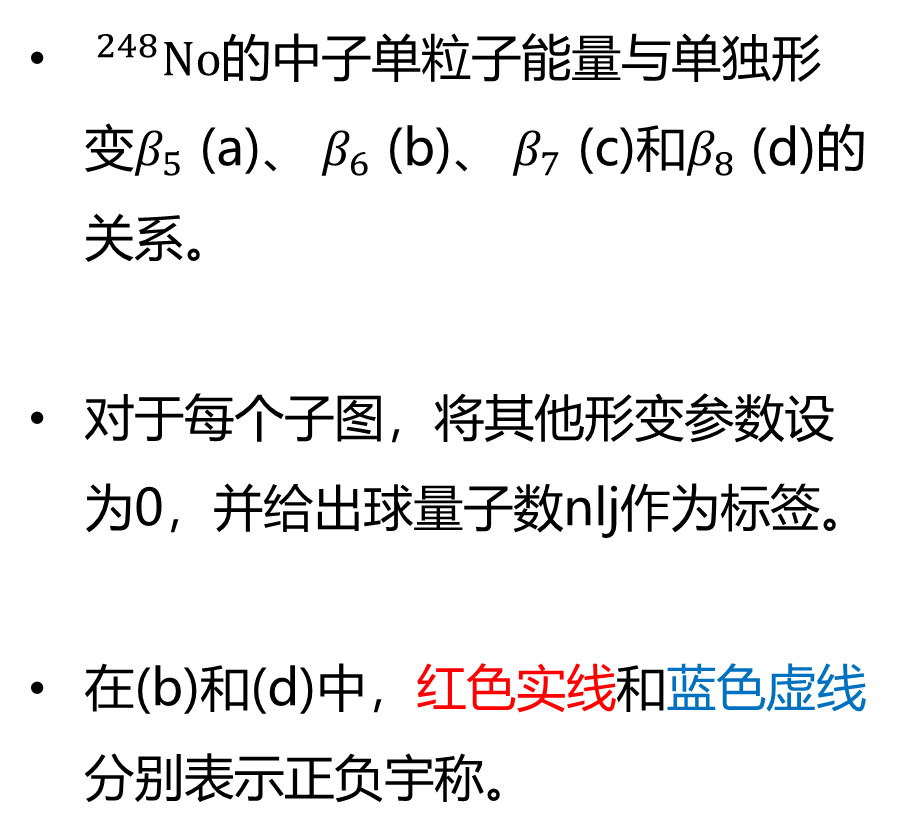 • ²⁴⁸No的中子单粒子能量与单独形
变β₅ (a)、 β₆ (b)、 β₇ (c)和β₈ (d)的
关系。
• 对于每个子图，将其他形变参数设
为0，并给出球量子数nlj作为标签。
• 在(b)和(d)中，红色实线和蓝色虚线
分别表示正负宇称。